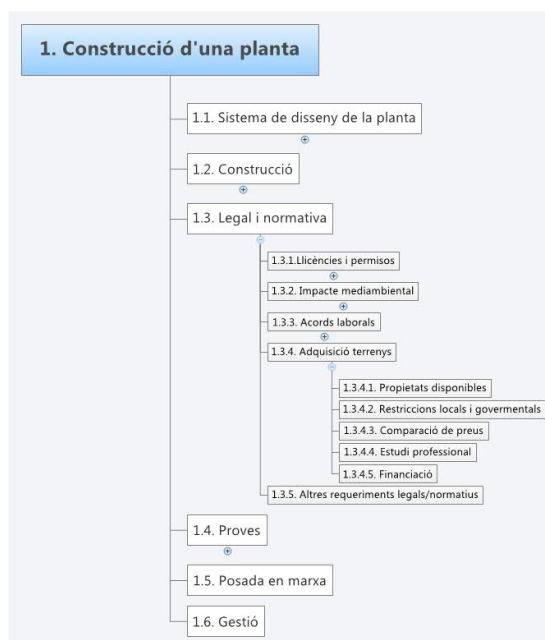 1. Construcció d'una planta
1.1. Sistema de disseny de la planta
1.2. Construcció
1.3. Legal i normativa
1.3.1.Llicències i permisos
1.3.2. Impacte mediambiental
1.3.3. Acords laborals
1.3.4. Adquisició terrenys
1.3.4.1. Propietats disponibles
1.3.4.2. Restriccions locals i govermentals
1.3.4.3. Comparació de preus
1.3.4.4. Estudi professional
1.3.4.5. Financiació
1.3.5. Altres requeriments legals/normatius
1.4. Proves
1.5. Posada en marxa
1.6. Gestió